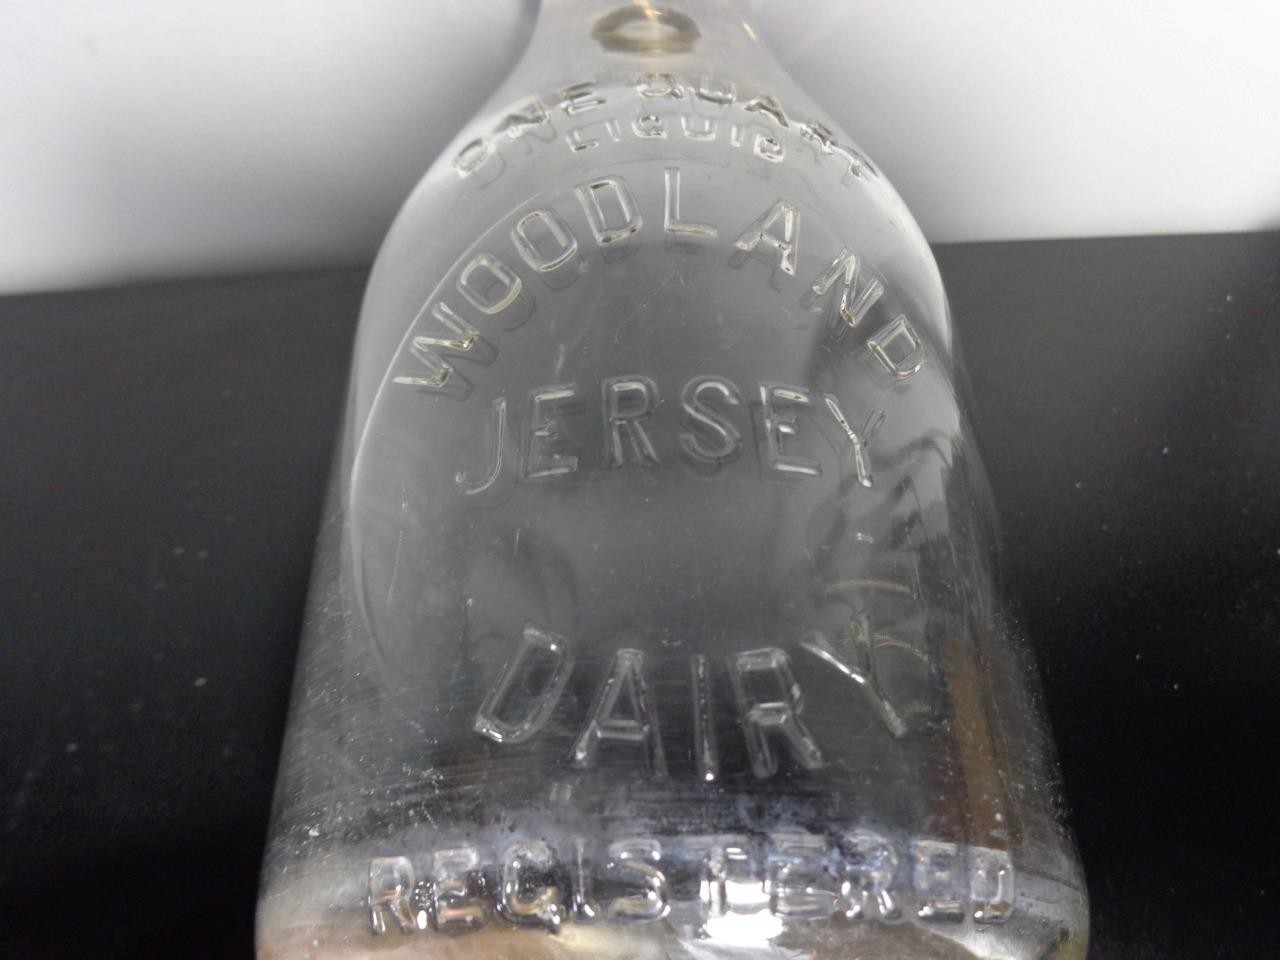 ONE QUART
LIQUID
WOODLAND
JERSEY
DAIRY
REGISTERED